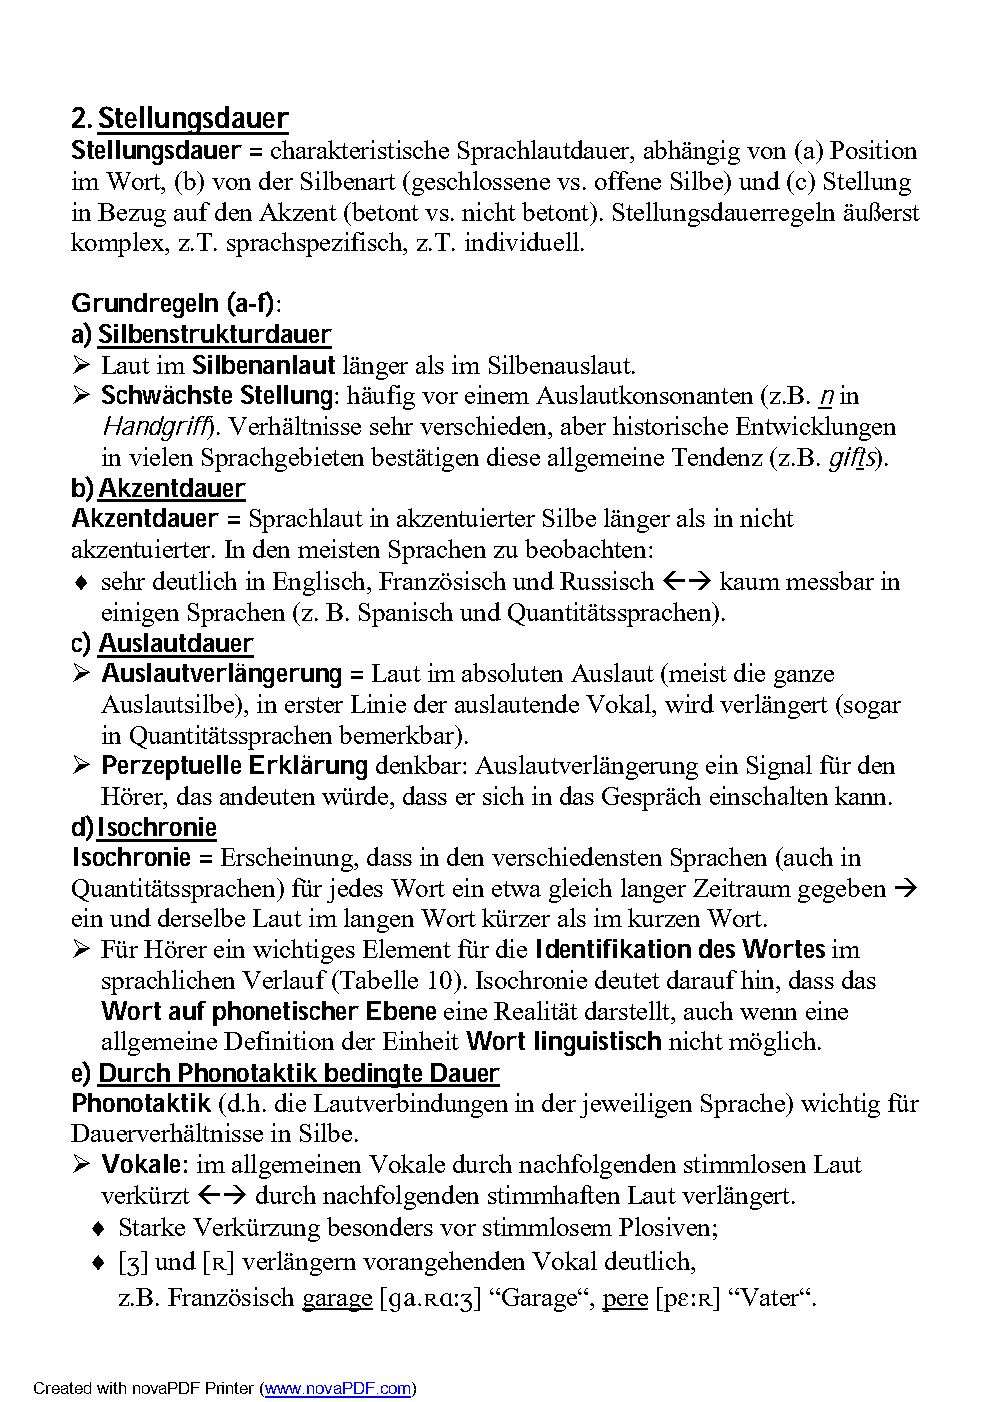 2. Stellungsdauer
Stellungsdauer = charakteristische Sprachlautdauer, abhängig von (a) Position
im Wort, (b) von der Silbenart (geschlossene vs. offene Silbe) und (c) Stellung
in Bezug auf den Akzent (betont vs. nicht betont). Stellungsdauerregeln äußerst
komplex, z.T. sprachspezifisch, z.T. individuell.
Grundregeln (a-f):
a) Silbenstrukturdauer
➢ Laut im Silbenanlaut länger als im Silbenauslaut.
➢ Schwächste Stellung: häufig vor einem Auslautkonsonanten (z.B. n in
Handgriff). Verhältnisse sehr verschieden, aber historische Entwicklungen
in vielen Sprachgebieten bestätigen diese allgemeine Tendenz (z.B. gifts).
b) Akzentdauer
Akzentdauer = Sprachlaut in akzentuierter Silbe länger als in nicht
akzentuierter. In den meisten Sprachen zu beobachten:
♦ sehr deutlich in Englisch, Französisch und Russisch ←→ kaum messbar in
einigen Sprachen (z. B. Spanisch und Quantitätssprachen).
c) Auslautdauer
➢ Auslautverlängerung = Laut im absoluten Auslaut (meist die ganze
Auslautsilbe), in erster Linie der auslautende Vokal, wird verlängert (sogar
in Quantitätssprachen bemerkbar).
➢ Perzeptuelle Erklärung denkbar: Auslautverlängerung ein Signal für den
Hörer, das andeuten würde, dass er sich in das Gespräch einschalten kann.
d) Isochronie
Isochronie = Erscheinung, dass in den verschiedensten Sprachen (auch in
Quantitätssprachen) für jedes Wort ein etwa gleich langer Zeitraum gegeben →
ein und derselbe Laut im langen Wort kürzer als im kurzen Wort.
➢ Für Hörer ein wichtiges Element für die Identifikation des Wortes im
sprachlichen Verlauf (Tabelle 10). Isochronie deutet darauf hin, dass das
Wort auf phonetischer Ebene eine Realität darstellt, auch wenn eine
allgemeine Definition der Einheit Wort linguistisch nicht möglich.
e) Durch Phonotaktik bedingte Dauer
Phonotaktik (d.h. die Lautverbindungen in der jeweiligen Sprache) wichtig für
Dauerverhältnisse in Silbe.
➢ Vokale: im allgemeinen Vokale durch nachfolgenden stimmlosen Laut
verkürzt ←→ durch nachfolgenden stimmhaften Laut verlängert.
♦ Starke Verkürzung besonders vor stimmlosem Plosiven;
♦ [ʒ] und [ʀ] verlängern vorangehenden Vokal deutlich,
z.B. Französisch garage [ɡa.ʀɑ:ʒ] “Garage“, pere [pɛ:ʀ] “Vater“.
Created with novaPDF Printer (www.novaPDF.com)